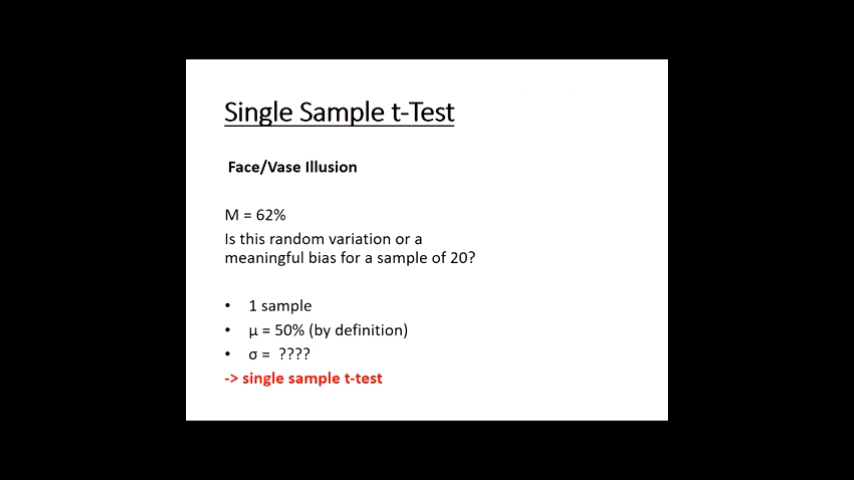 Single Sample t-Test
Face/Vase Illusion
M = 62%
Is this random variation or a
meaningful bias for a sample of 20?
• 1 sample
• μ = 50% (by definition)
• σ = ????
-> single sample t-test